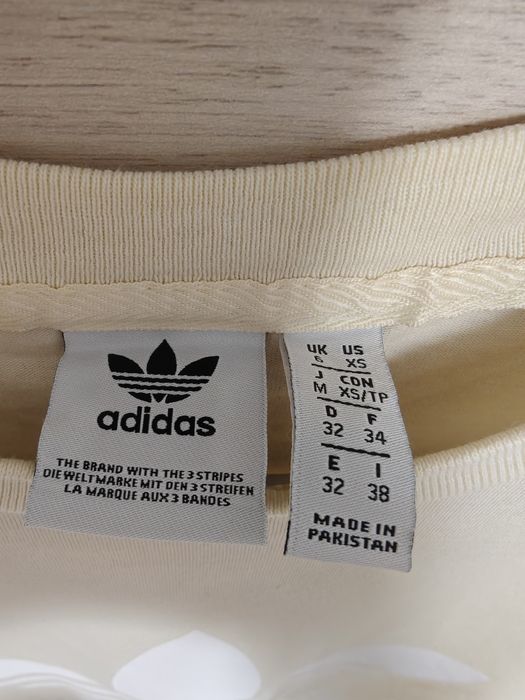 adidas
THE BRAND WITH THE 3 STRIPES
DIE WELTMARKE MIT DEN 3 STREIFEN
LA MARQUE AUX 3 BANDES
UK US
6 XS
J CON
M XS/TP
D F
32 34
E I
32 38
MADE IN
PAKISTAN